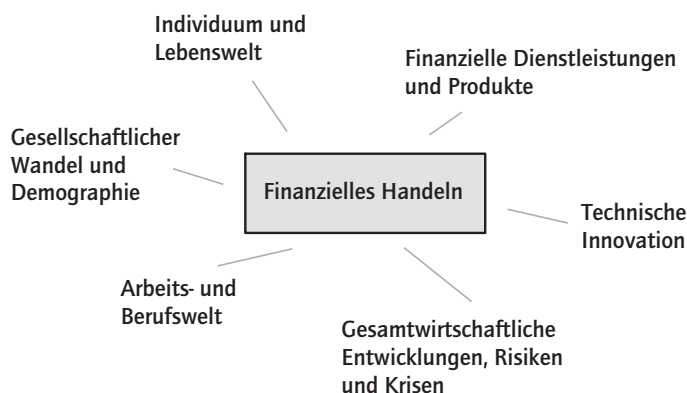 Individuum und
Lebenswelt
Finanzielle Dienstleistungen
und Produkte
Gesellschaftlicher
Wandel und
Demographie
Finanzielles Handeln
Technische
Innovation
Arbeits- und
Berufswelt
Gesamtwirtschaftliche
Entwicklungen, Risiken
und Krisen